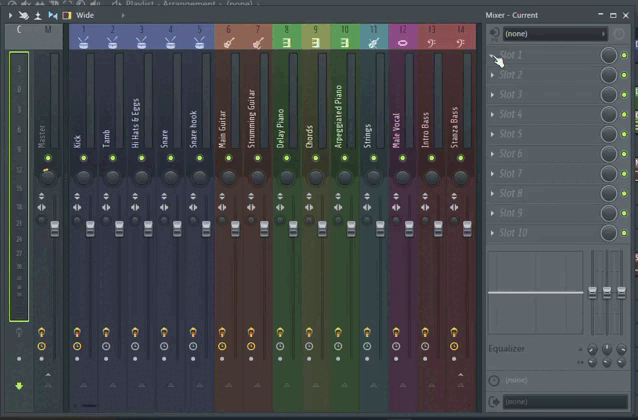 Playlist - Arrangement
(none)
Wide
Mixer - Current
C M 1 2 3 4 5 6 7 8 9 10 11 12 13 14
(none)
Slot 1
Slot 2
Slot 3
Slot 4
Slot 5
Slot 6
Slot 7
Slot 8
Slot 9
Slot 10
Master
Kick
Tamb
Hi Hats & Eggs
Snare
Snare Hook
Main Guitar
Strumming Guitar
Delay Piano
Chords
Arpeggiated Piano
Strings
Male Vocal
Intro Bass
Stanza Bass
Equalizer
(none)
(none)